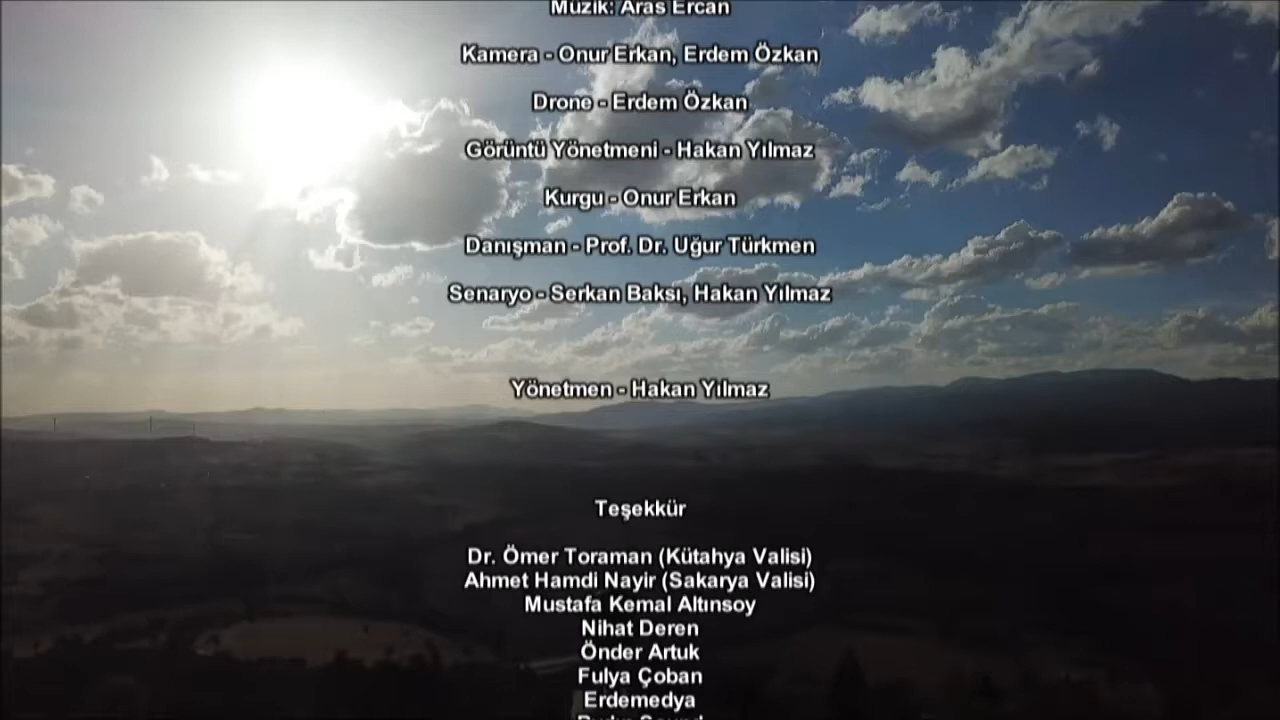 Müzik: Aras Ercan
Kamera - Onur Erkan, Erdem Özkan
Drone - Erdem Özkan
Görüntü Yönetmeni - Hakan Yılmaz
Kurgu - Onur Erkan
Danışman - Prof. Dr. Uğur Türkmen
Senaryo - Serkan Baksı, Hakan Yılmaz
Yönetmen - Hakan Yılmaz
Teşekkür
Dr. Ömer Toraman (Kütahya Valisi)
Ahmet Hamdi Nayir (Sakarya Valisi)
Mustafa Kemal Altınsoy
Nihat Deren
Önder Artuk
Fulya Çoban
Erdemedya